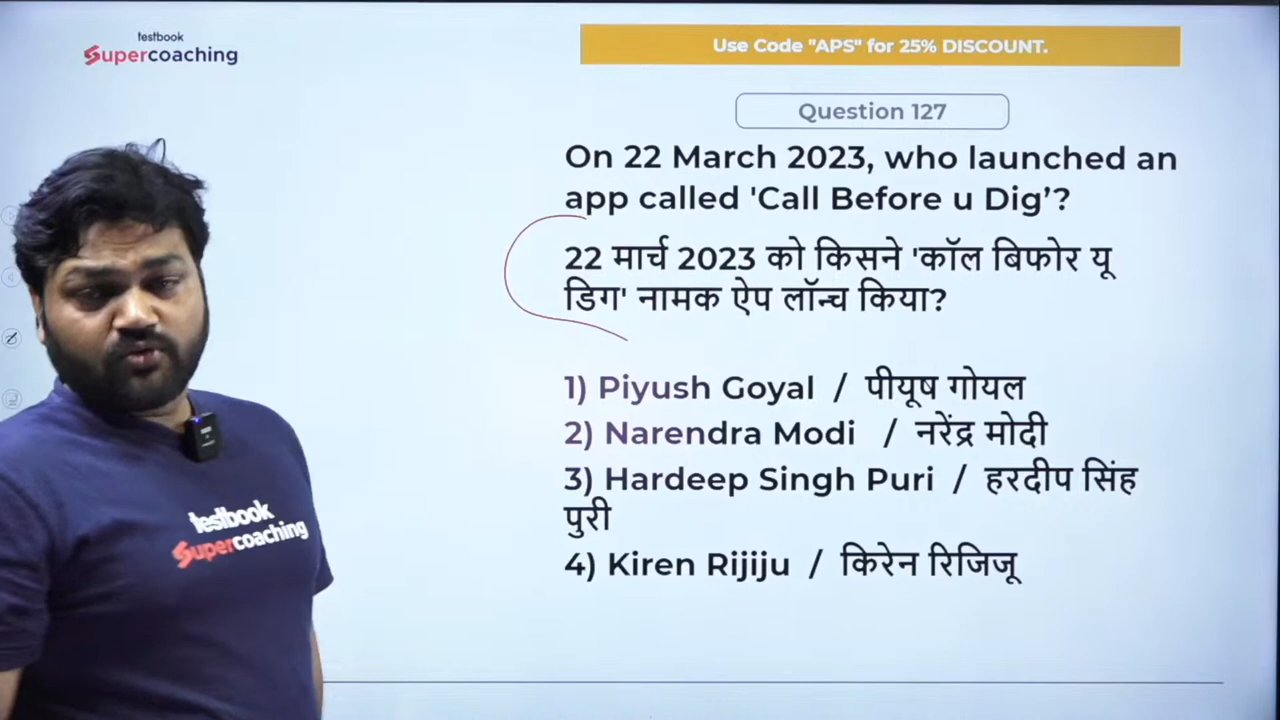 testbook
Supercoaching
Use Code "APS" for 25% DISCOUNT.
Question 127
On 22 March 2023, who launched an
app called 'Call Before u Dig’?
22 मार्च 2023 को किसने 'कॉल बिफोर यू
डिग' नामक ऐप लॉन्च किया?
1) Piyush Goyal / पीयूष गोयल
2) Narendra Modi / नरेंद्र मोदी
3) Hardeep Singh Puri / हरदीप सिंह
पुरी
4) Kiren Rijiju / किरेन रिजिजू
testbook
Supercoaching